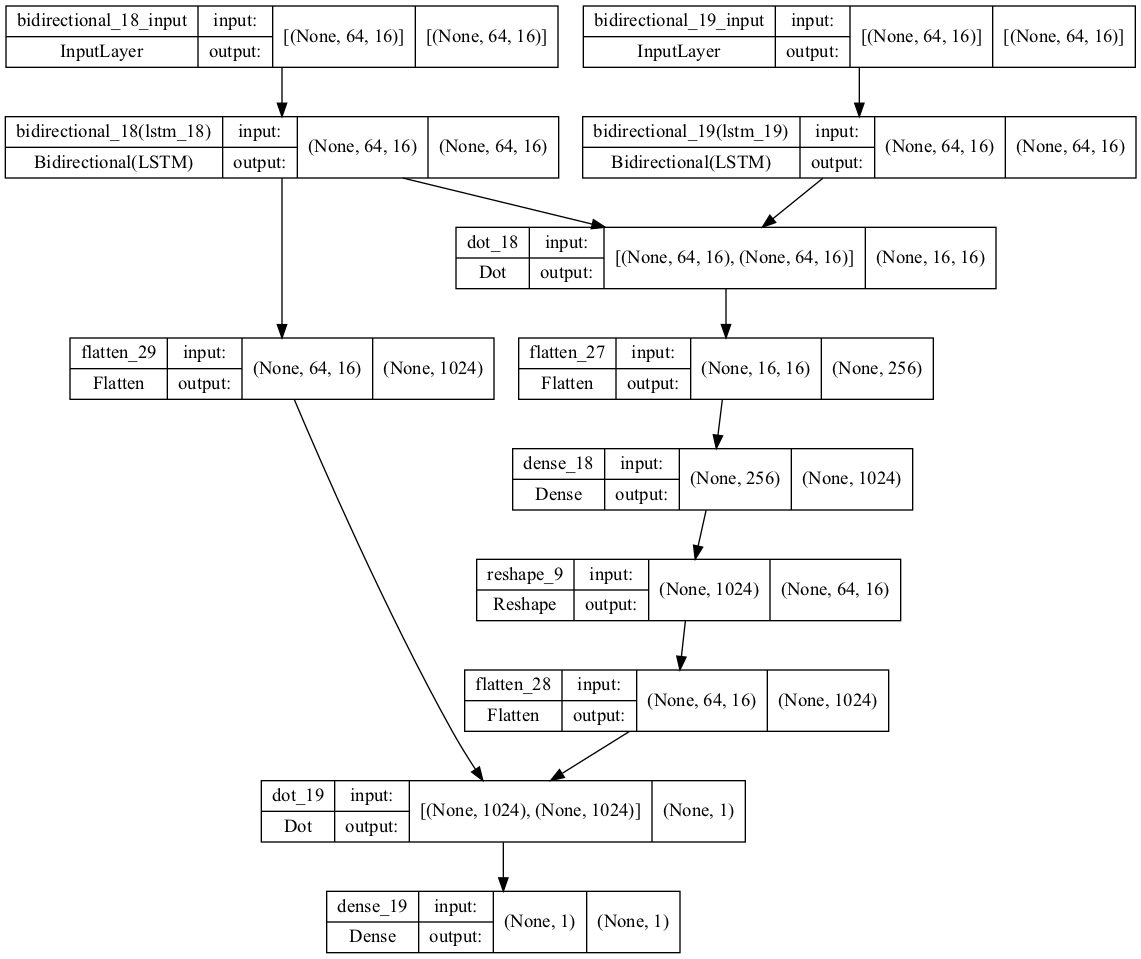 bidirectional_18_input input: [(None, 64, 16)] [(None, 64, 16)]
InputLayer output:
bidirectional_19_input input: [(None, 64, 16)] [(None, 64, 16)]
InputLayer output:
bidirectional_18(lstm_18) input: (None, 64, 16) (None, 64, 16)
Bidirectional(LSTM) output:
bidirectional_19(lstm_19) input: (None, 64, 16) (None, 64, 16)
Bidirectional(LSTM) output:
dot_18 input: [(None, 64, 16), (None, 64, 16)] (None, 16, 16)
Dot output:
flatten_29 input: (None, 64, 16) (None, 1024)
Flatten output:
flatten_27 input: (None, 16, 16) (None, 256)
Flatten output:
dense_18 input: (None, 256) (None, 1024)
Dense output:
reshape_9 input: (None, 1024) (None, 64, 16)
Reshape output:
flatten_28 input: (None, 64, 16) (None, 1024)
Flatten output:
dot_19 input: [(None, 1024), (None, 1024)] (None, 1)
Dot output:
dense_19 input: (None, 1) (None, 1)
Dense output: